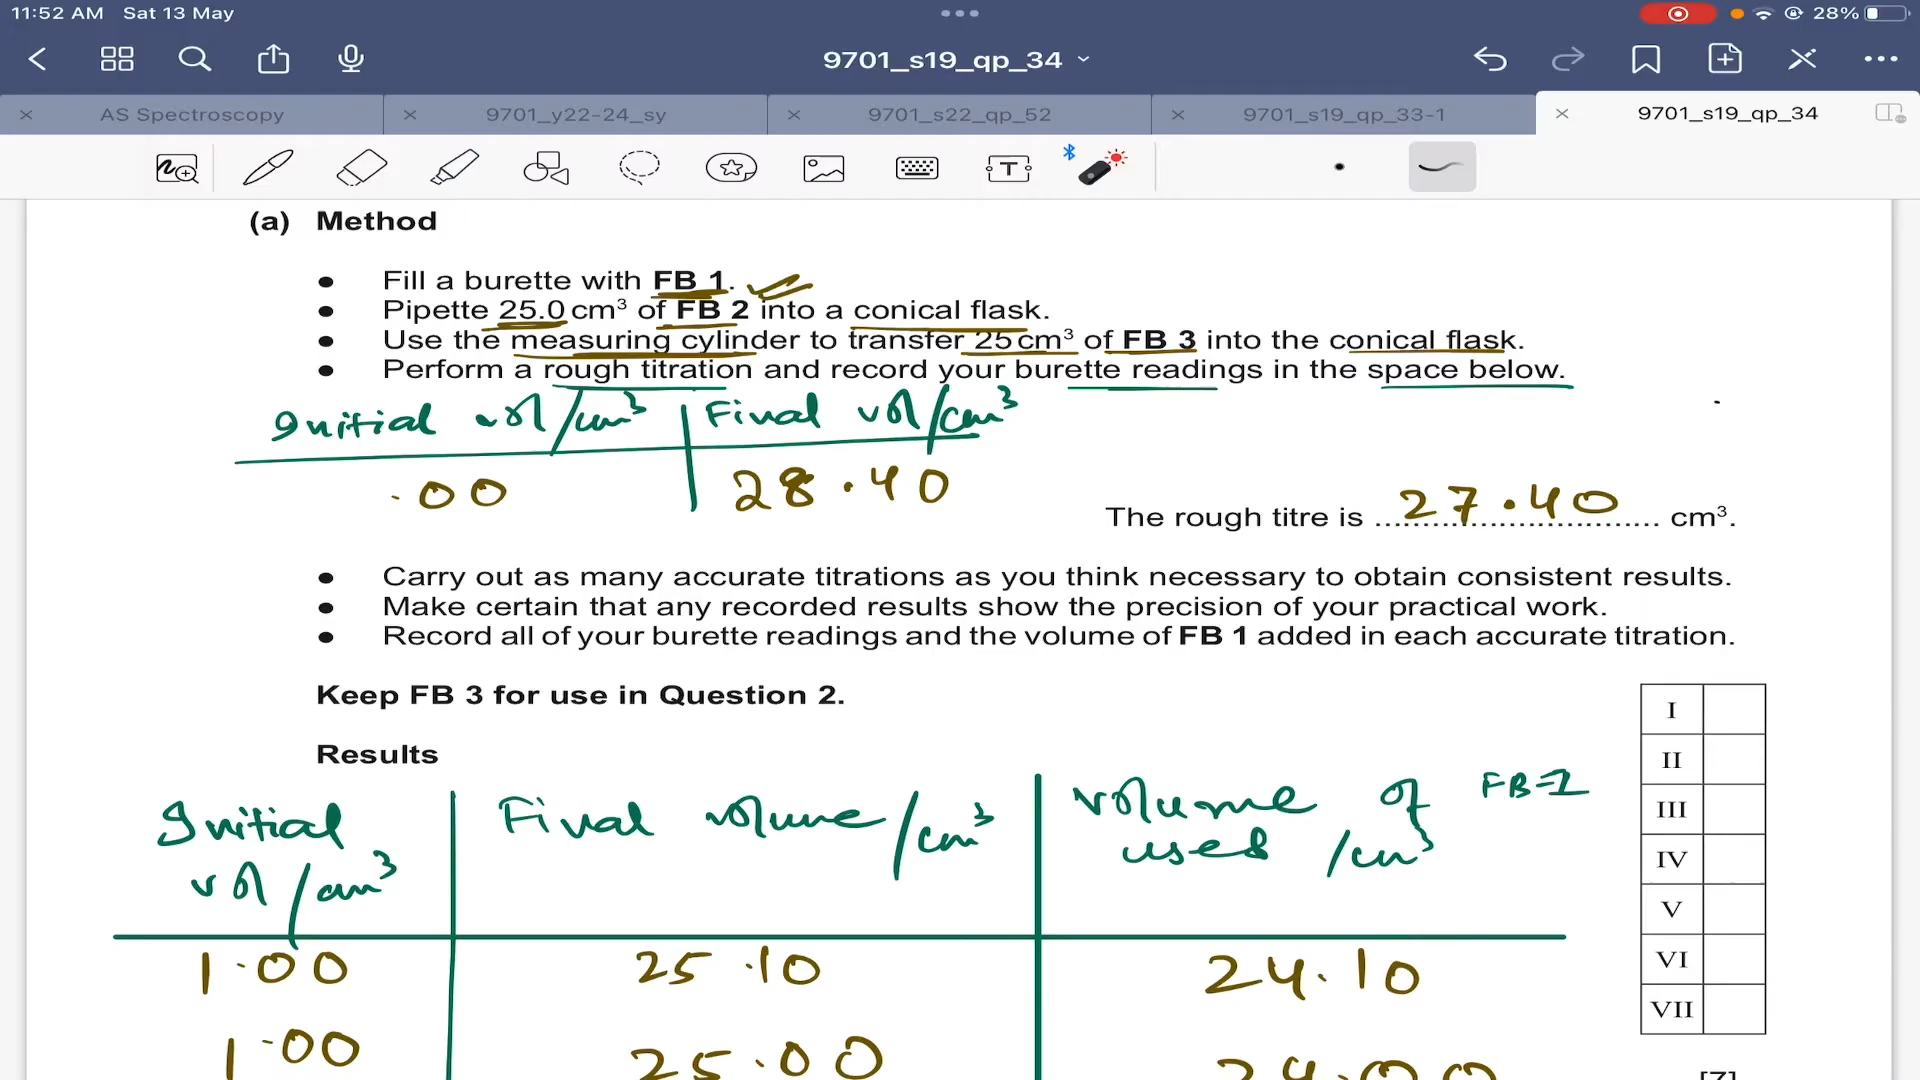 11:52 AM Sat 13 May
28%
9701_s19_qp_34
AS Spectroscopy
9701_y22-24_sy
9701_s22_qp_52
9701_s19_qp_33-1
9701_s19_qp_34
(a) Method
• Fill a burette with FB 1.
• Pipette 25.0 cm³ of FB 2 into a conical flask.
• Use the measuring cylinder to transfer 25 cm³ of FB 3 into the conical flask.
• Perform a rough titration and record your burette readings in the space below.
Initial vol/cm³ Final vol/cm³
.00 28.40
27.40
The rough titre is .............................. cm³.
• Carry out as many accurate titrations as you think necessary to obtain consistent results.
• Make certain that any recorded results show the precision of your practical work.
• Record all of your burette readings and the volume of FB 1 added in each accurate titration.
Keep FB 3 for use in Question 2.
Results
I
II
III
IV
V
VI
VII
Initial vol/cm³ Final volume/cm³ volume of FB-1 used /cm³
1.00 25.10 24.10
1.00 25.00 24.00
[7]